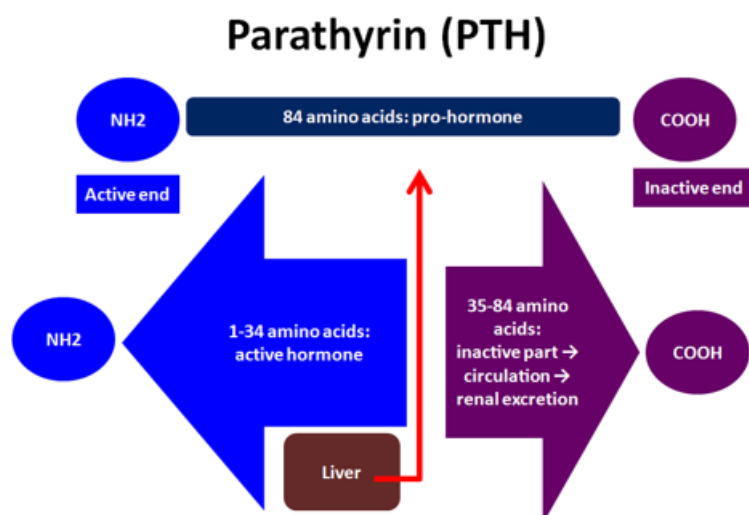 Parathyrin (PTH)
NH2
84 amino acids: pro-hormone
COOH
Active end
Inactive end
NH2
1-34 amino acids:
active hormone
35-84 amino
acids:
inactive part →
circulation →
renal excretion
COOH
Liver